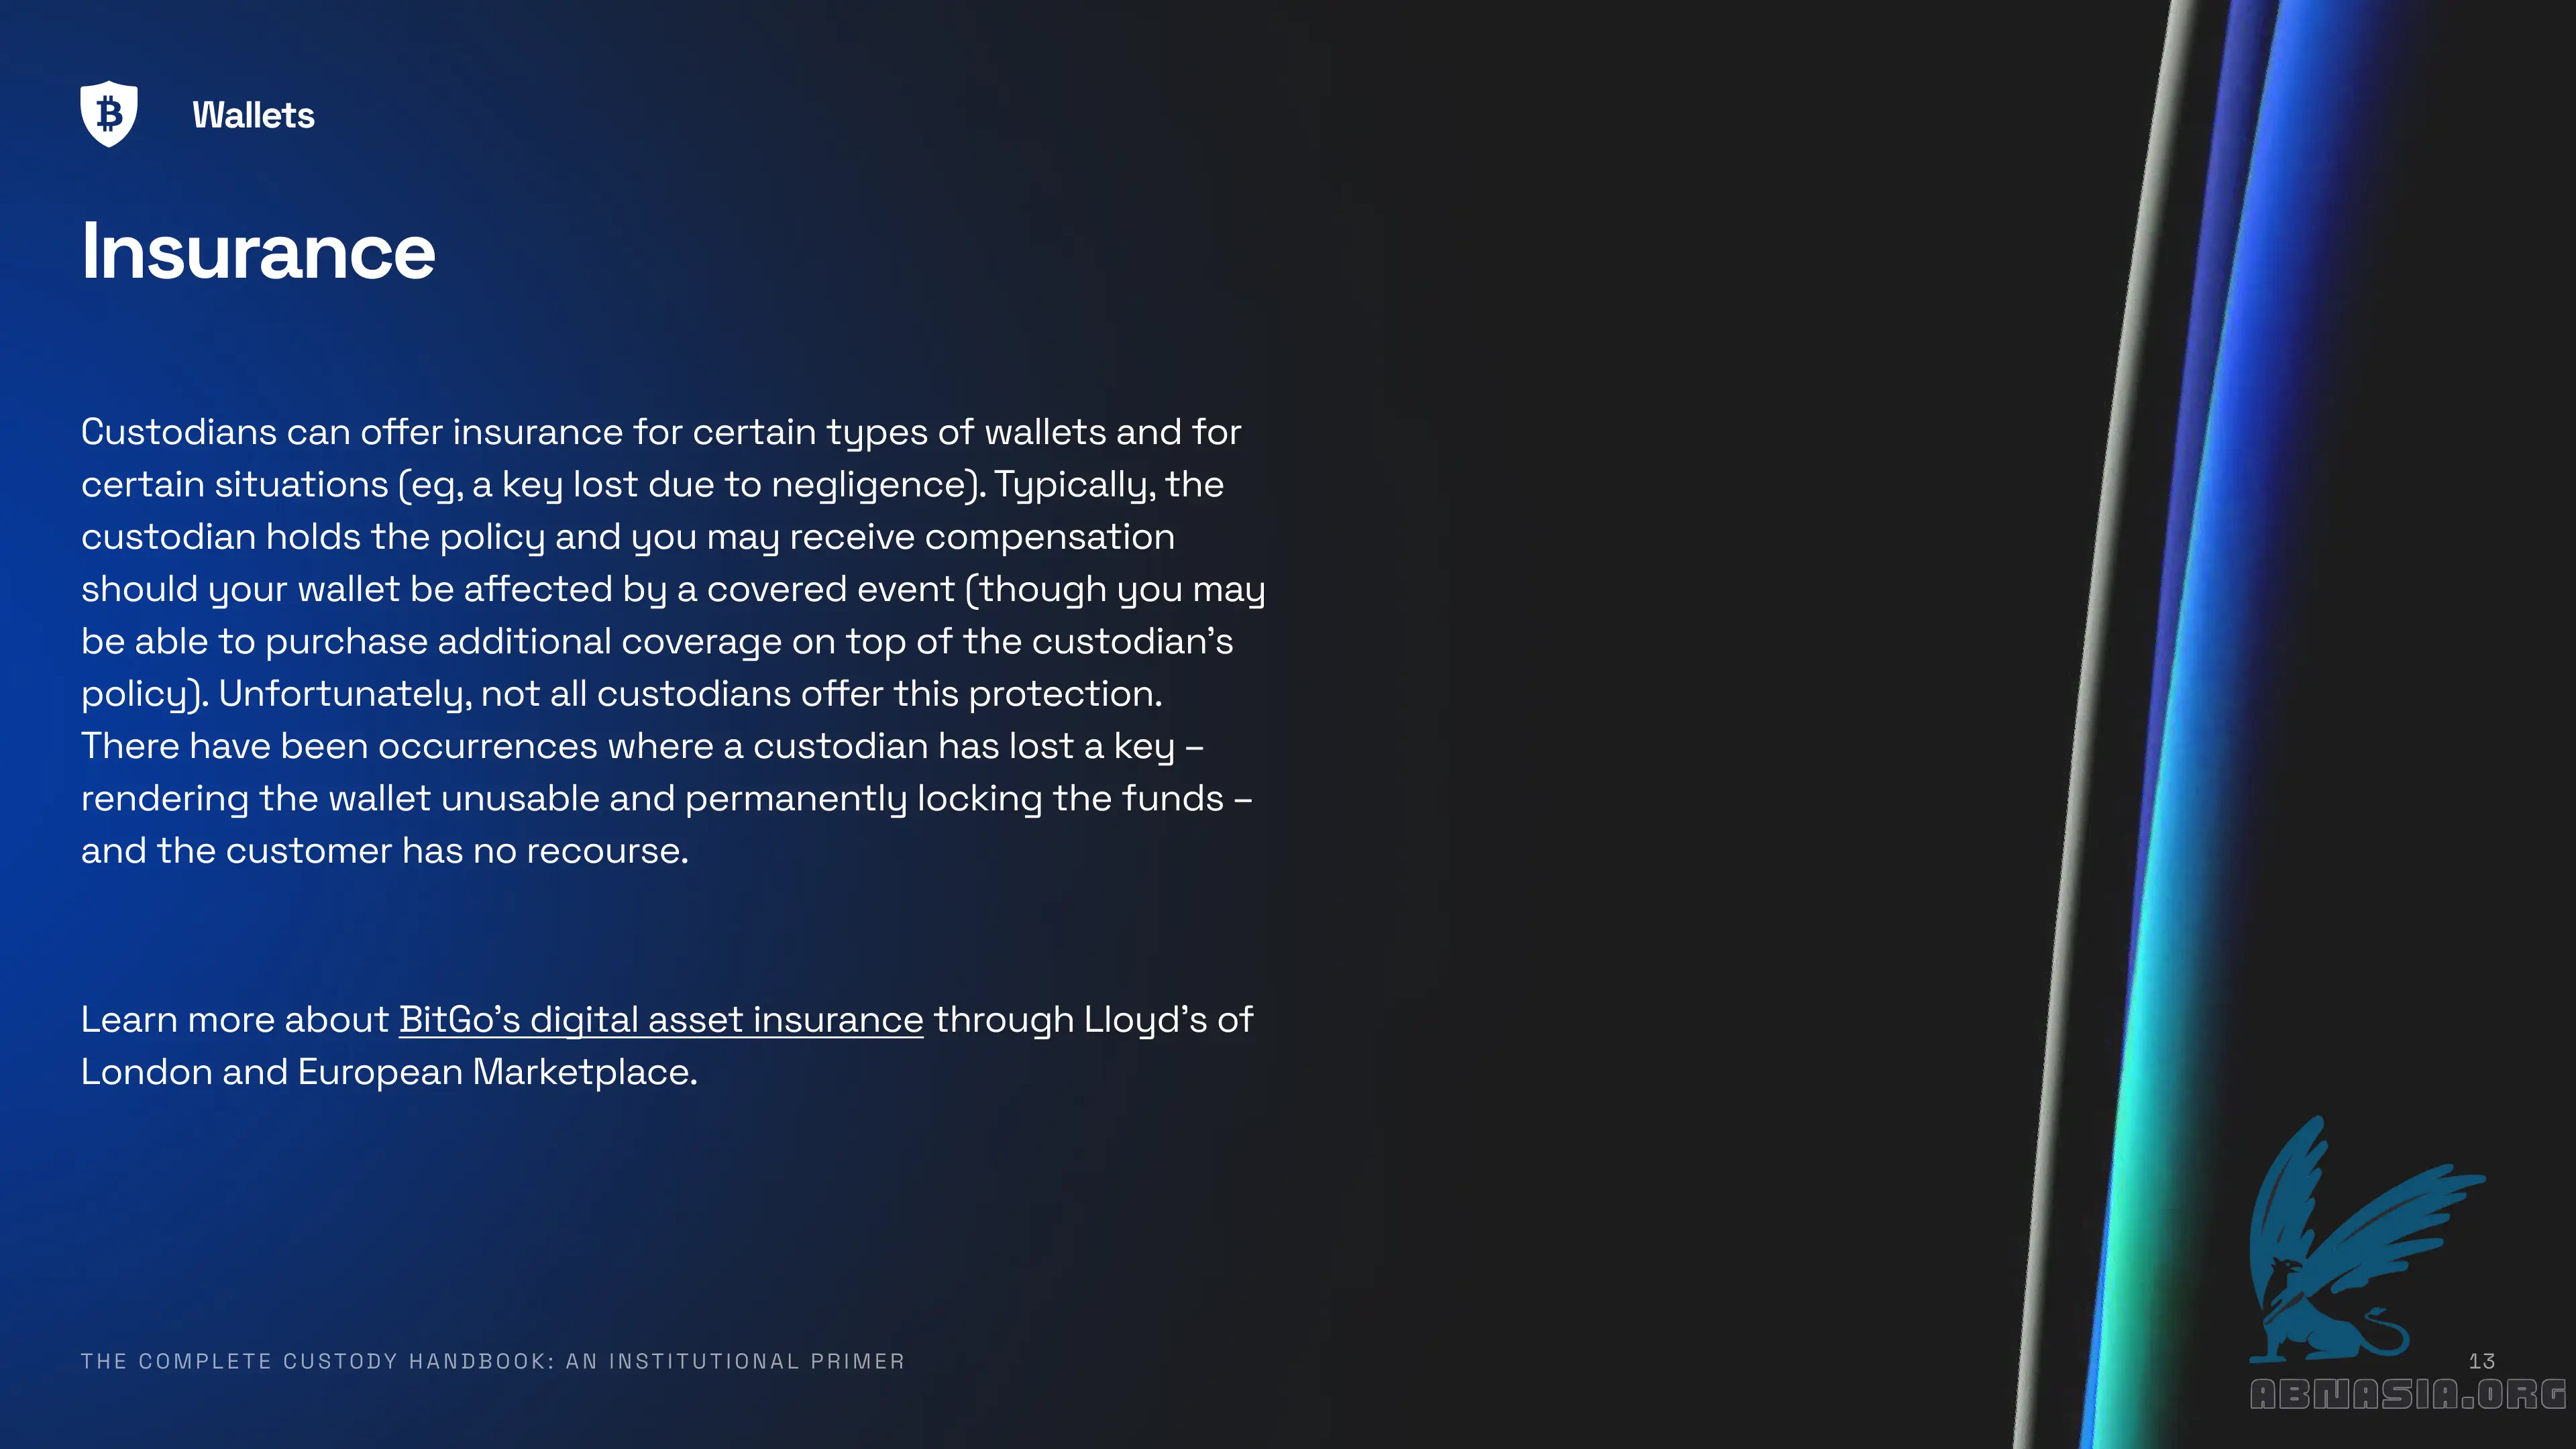 Wallets
Insurance
Custodians can offer insurance for certain types of wallets and for
certain situations (eg, a key lost due to negligence). Typically, the
custodian holds the policy and you may receive compensation
should your wallet be affected by a covered event (though you may
be able to purchase additional coverage on top of the custodian’s
policy). Unfortunately, not all custodians offer this protection.
There have been occurrences where a custodian has lost a key –
rendering the wallet unusable and permanently locking the funds –
and the customer has no recourse.
Learn more about BitGo’s digital asset insurance through Lloyd’s of
London and European Marketplace.
THE COMPLETE CUSTODY HANDBOOK: AN INSTITUTIONAL PRIMER
13
ABNASIA.ORG